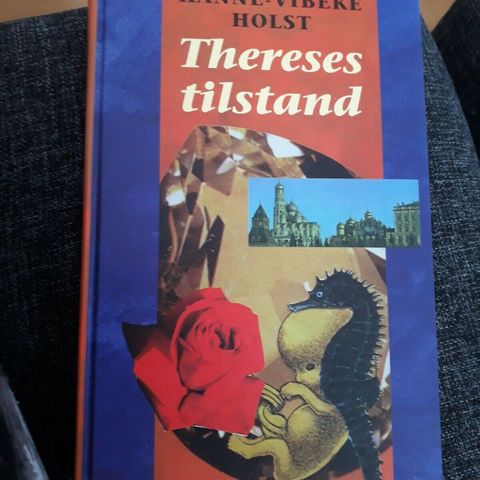 HANNE-VIBEKE
HOLST
Thereses
tilstand